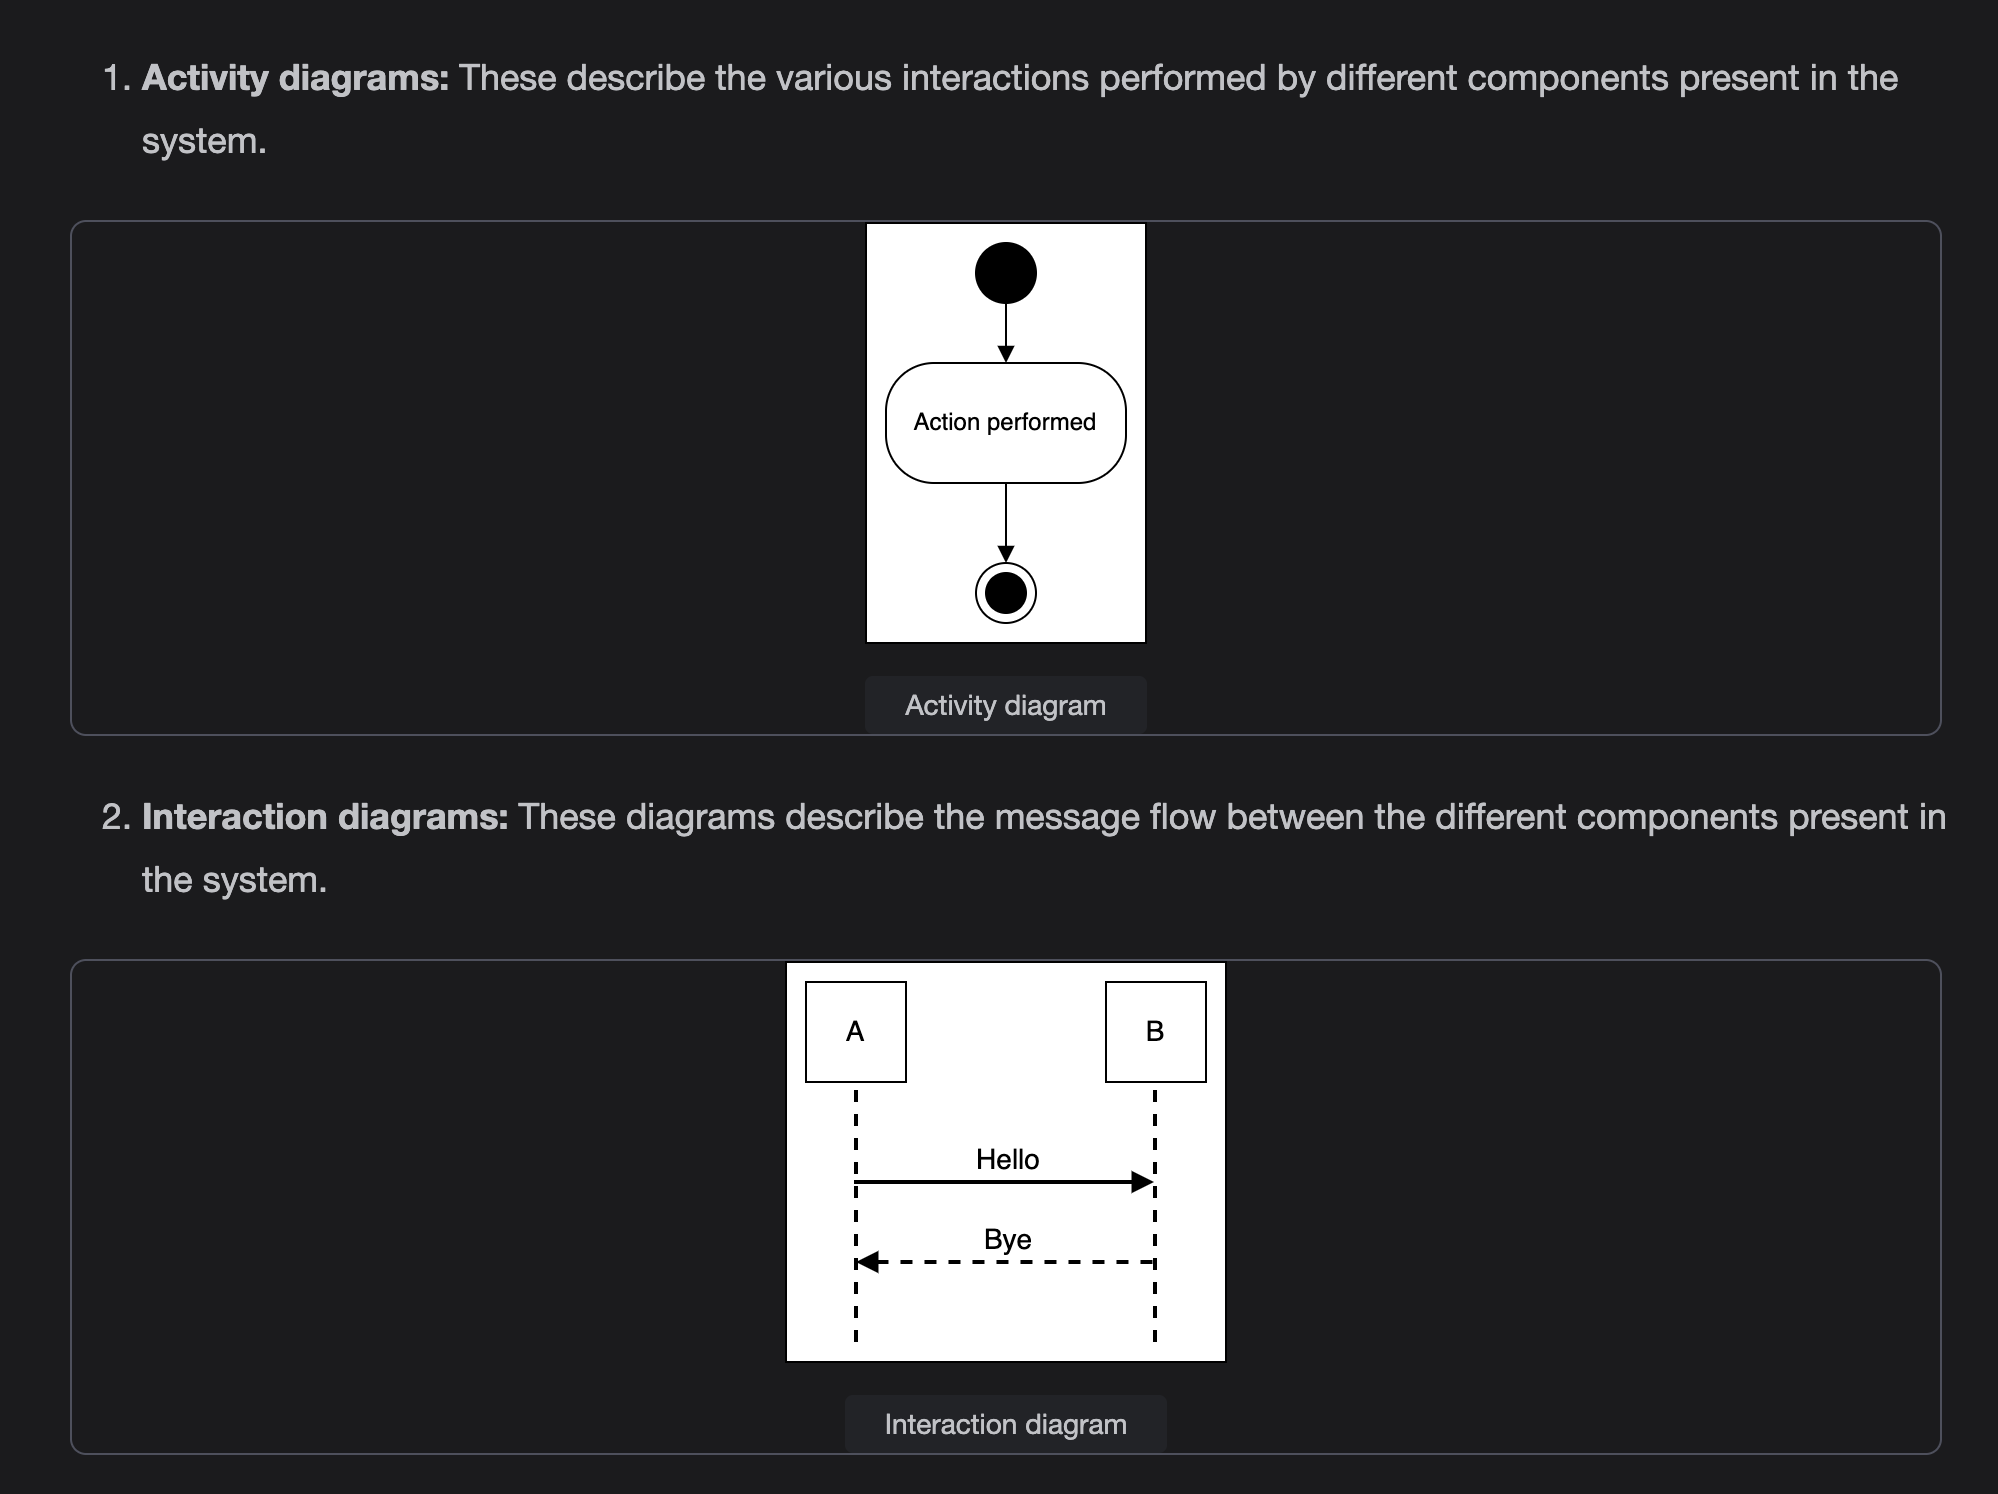 1. Activity diagrams: These describe the various interactions performed by different components present in the
system.
Action performed
Activity diagram
2. Interaction diagrams: These diagrams describe the message flow between the different components present in
the system.
A
B
Hello
Bye
Interaction diagram